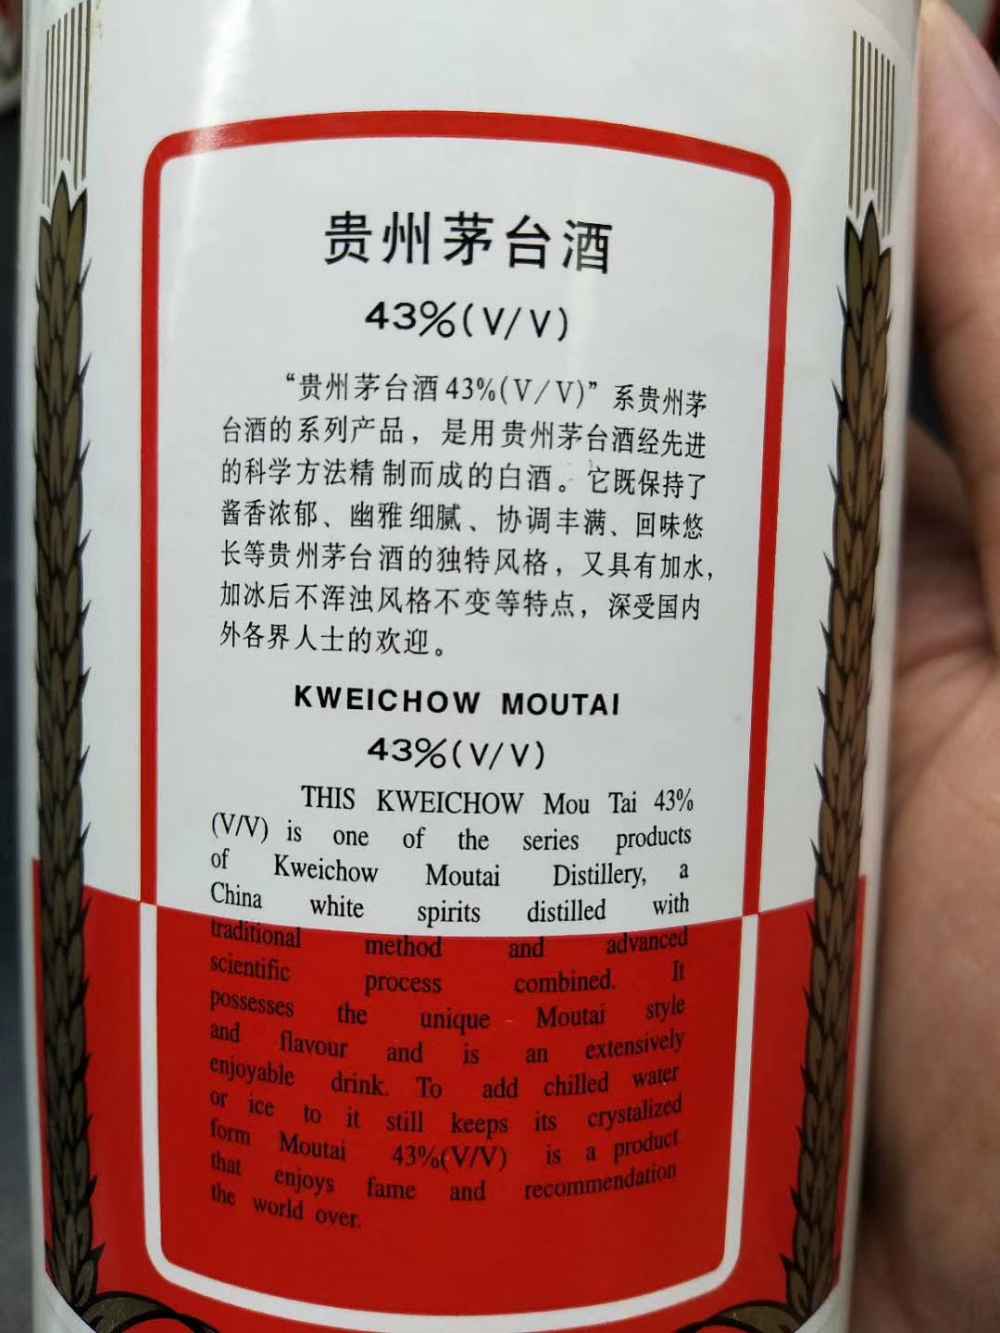 贵州茅台酒
43%(V/V)
“贵州茅台酒43%(V/V)”系贵州茅
台酒的系列产品，是用贵州茅台酒经先进
的科学方法精制而成的白酒。它既保持了
酱香浓郁、幽雅细腻、协调丰满、回味悠
长等贵州茅台酒的独特风格，又具有加水，
加冰后不浑浊风格不变等特点，深受国内
外各界人士的欢迎。
KWEICHOW MOUTAI
43%(V/V)
THIS KWEICHOW Mou Tai 43%
(V/V) is one of the series products
of Kweichow Moutai Distillery, a
China white spirits distilled with
traditional method and advanced
scientific process combined. It
possesses the unique Moutai style
and flavour and is an extensively
enjoyable drink. To add chilled water
or ice to it still keeps its crystalized
form Moutai 43%(V/V) is a product
that enjoys fame and recommendation
the world over.